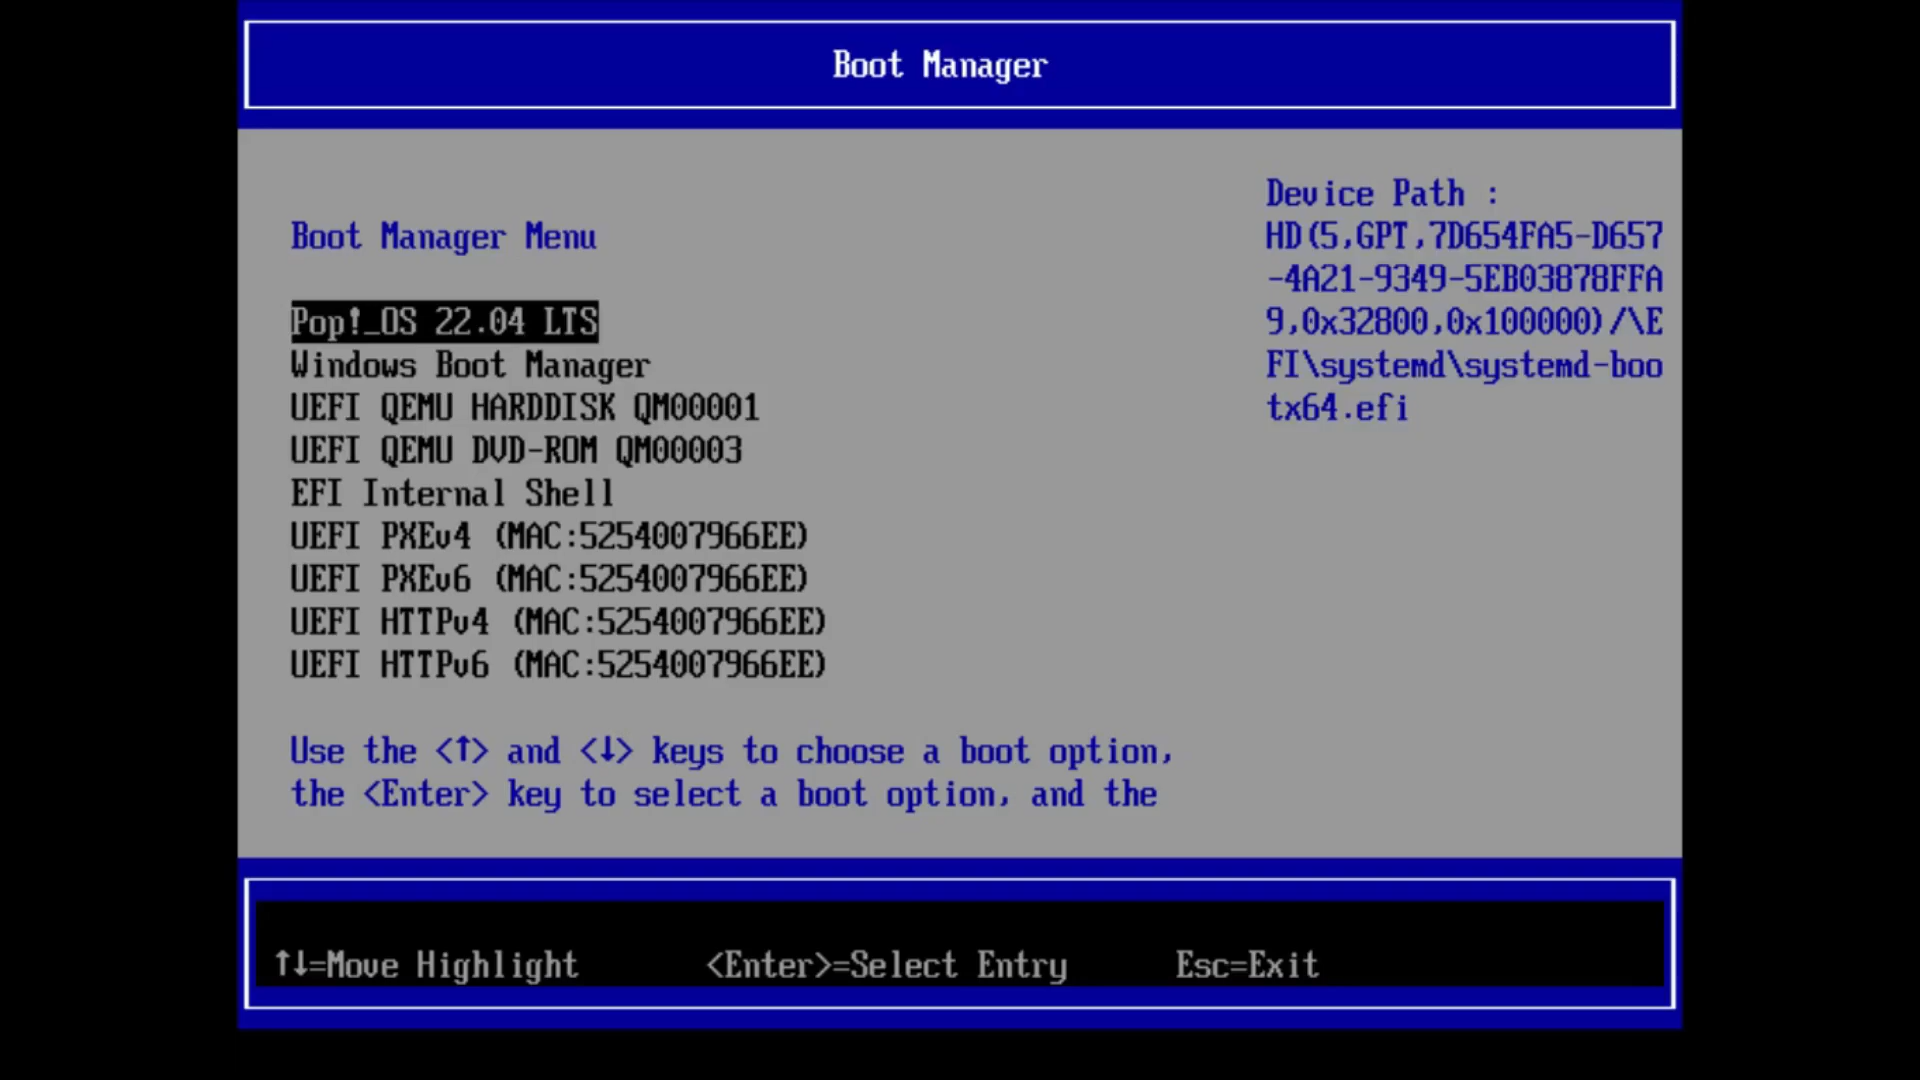 Boot Manager
Device Path :
Boot Manager Menu
HD(5,GPT,7D654FA5-D657
-4A21-9349-5EB03878FFA
9,0x32800,0x100000)/\E
FI\systemd\systemd-boo
tx64.efi
Pop!_OS 22.04 LTS
Windows Boot Manager
UEFI QEMU HARDDISK QM00001
UEFI QEMU DVD-ROM QM00003
EFI Internal Shell
UEFI PXEv4 (MAC:5254007966EE)
UEFI PXEv6 (MAC:5254007966EE)
UEFI HTTPv4 (MAC:5254007966EE)
UEFI HTTPv6 (MAC:5254007966EE)
Use the <↑> and <↓> keys to choose a boot option,
the <Enter> key to select a boot option, and the
↑↓=Move Highlight <Enter>=Select Entry Esc=Exit